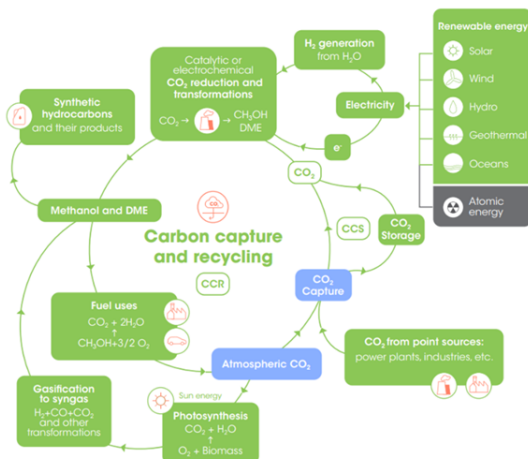 Renewable energy
Solar
Wind
Hydro
Geothermal
Oceans
Atomic
energy
H₂ generation
from H₂O
Electricity
e⁻
Catalytic or
electrochemical
CO₂ reduction and
transformations
CO₂ → → CH₃OH
DME
Synthetic
hydrocarbons
and their products
CO₂
CO₂
Methanol and DME
Carbon capture
and recycling
CCR
CCS
CO₂
Storage
CO₂
Capture
Fuel uses
CO₂ + 2H₂O
↑
CH₃OH+3/2 O₂
Atmospheric CO₂
CO₂ from point sources:
power plants, industries, etc.
Gasification
to syngas
H₂+CO+CO₂
and other
transformations
Sun energy
Photosynthesis
CO₂ + H₂O
↑
O₂ + Biomass